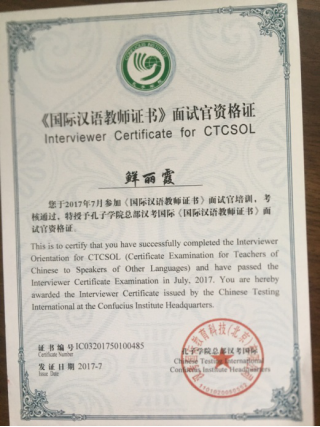 《国际汉语教师证书》面试官资格证
Interviewer Certificate for CTCSOL
鲜丽霞
您于2017年7月参加《国际汉语教师证书》面试官培训，考
核通过，特授予孔子学院总部汉考国际《国际汉语教师证书》面
试官资格证。
This is to certify that you have successfully completed the Interviewer
Orientation for CTCSOL (Certificate Examination for Teachers of
Chinese to Speakers of Other Languages) and have passed the
Interviewer Certificate Examination in July, 2017. You are hereby
awarded the Interviewer Certificate issued by the Chinese Testing
International at the Confucius Institute Headquarters.
证书编号 IC03201750100485
Certificate Number
发证日期 2017-7
Issue Date
孔子学院总部汉考国际
Chinese Testing International
Confucius Institute Headquarters